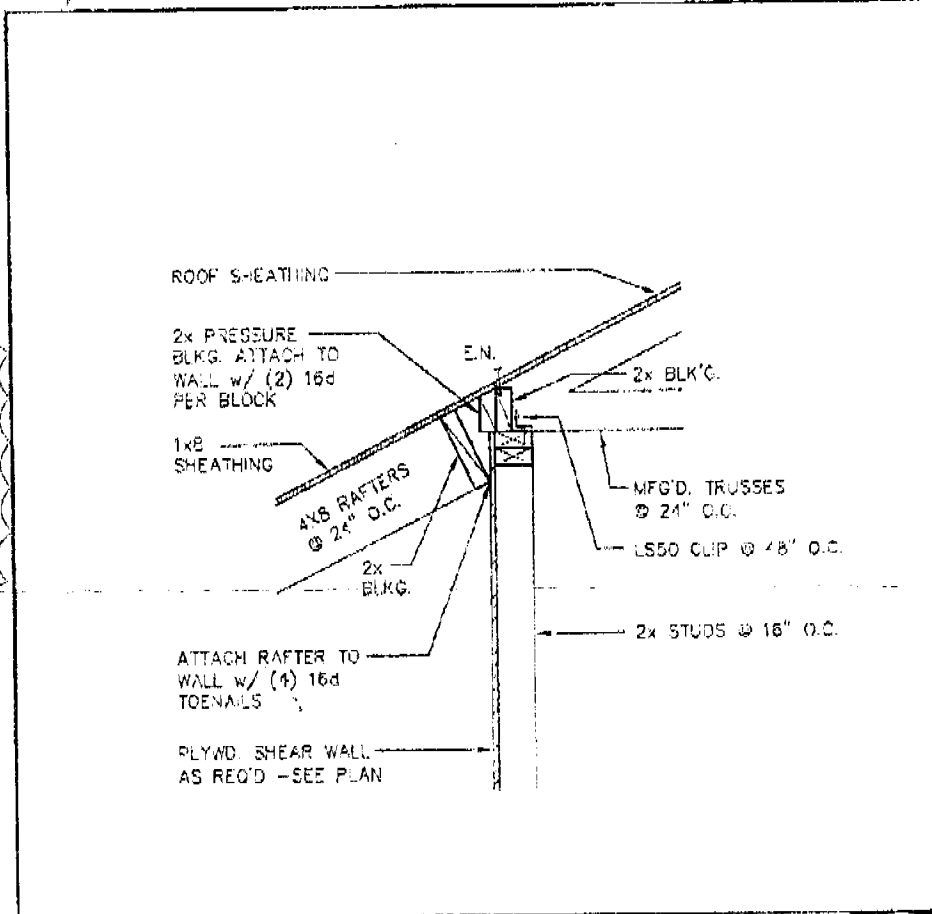 ROOF SHEATHING
2x PRESSURE
BLKG. ATTACH TO
WALL w/ (2) 16d
PER BLOCK
E.N.
2x BLK'G.
1x8
SHEATHING
4X8 RAFTERS
@ 24" O.C.
MFG'D. TRUSSES
@ 24" O.C.
2x
BLKG.
LS50 CLIP @ 48" O.C.
2x STUDS @ 16" O.C.
ATTACH RAFTER TO
WALL w/ (4) 16d
TOENAILS
PLYWD. SHEAR WALL
AS REQ'D -SEE PLAN